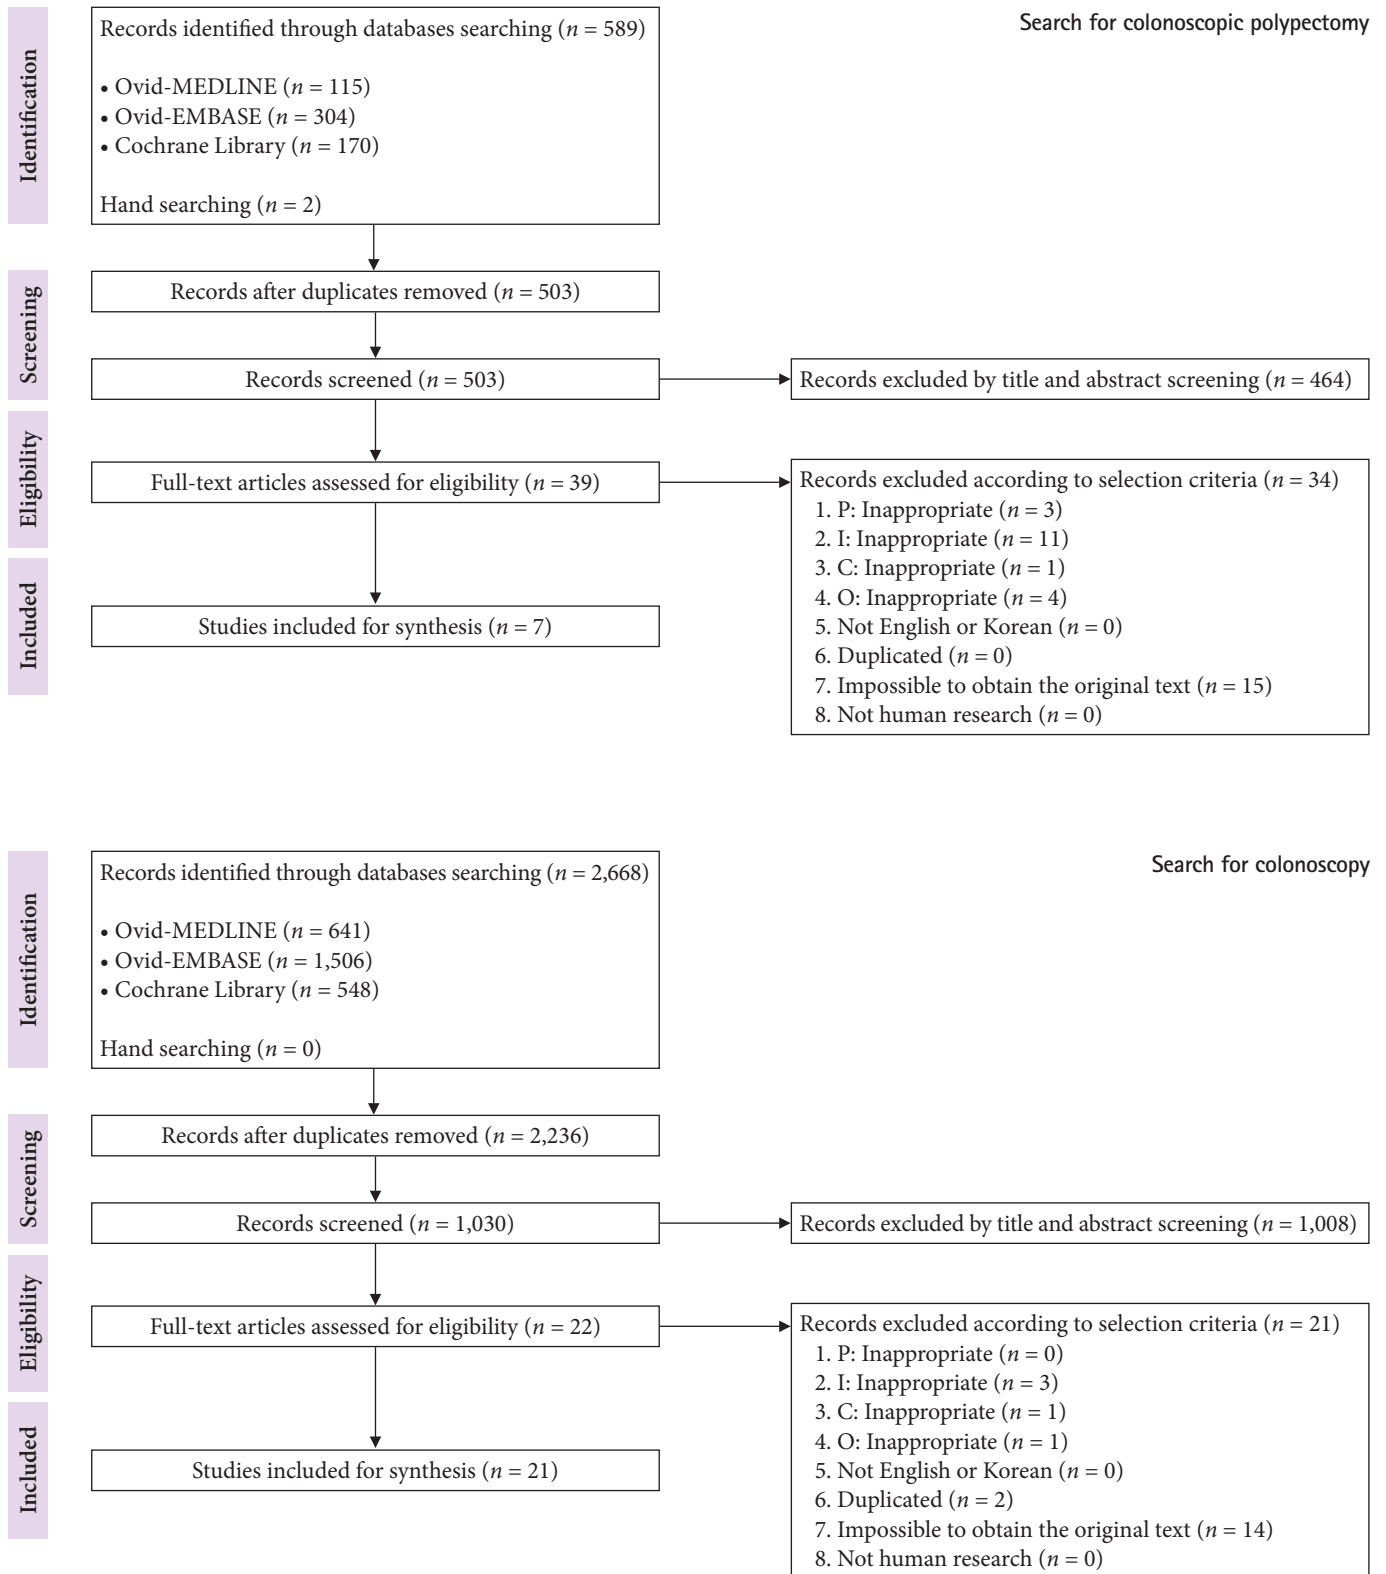 Search for colonoscopic polypectomy
Identification
Records identified through databases searching (n = 589)
• Ovid-MEDLINE (n = 115)
• Ovid-EMBASE (n = 304)
• Cochrane Library (n = 170)
Hand searching (n = 2)
Screening
Records after duplicates removed (n = 503)
Records screened (n = 503)
Records excluded by title and abstract screening (n = 464)
Eligibility
Full-text articles assessed for eligibility (n = 39)
Records excluded according to selection criteria (n = 34)
1. P: Inappropriate (n = 3)
2. I: Inappropriate (n = 11)
3. C: Inappropriate (n = 1)
4. O: Inappropriate (n = 4)
5. Not English or Korean (n = 0)
6. Duplicated (n = 0)
7. Impossible to obtain the original text (n = 15)
8. Not human research (n = 0)
Included
Studies included for synthesis (n = 7)
Search for colonoscopy
Identification
Records identified through databases searching (n = 2,668)
• Ovid-MEDLINE (n = 641)
• Ovid-EMBASE (n = 1,506)
• Cochrane Library (n = 548)
Hand searching (n = 0)
Screening
Records after duplicates removed (n = 2,236)
Records screened (n = 1,030)
Records excluded by title and abstract screening (n = 1,008)
Eligibility
Full-text articles assessed for eligibility (n = 22)
Records excluded according to selection criteria (n = 21)
1. P: Inappropriate (n = 0)
2. I: Inappropriate (n = 3)
3. C: Inappropriate (n = 1)
4. O: Inappropriate (n = 1)
5. Not English or Korean (n = 0)
6. Duplicated (n = 2)
7. Impossible to obtain the original text (n = 14)
8. Not human research (n = 0)
Included
Studies included for synthesis (n = 21)